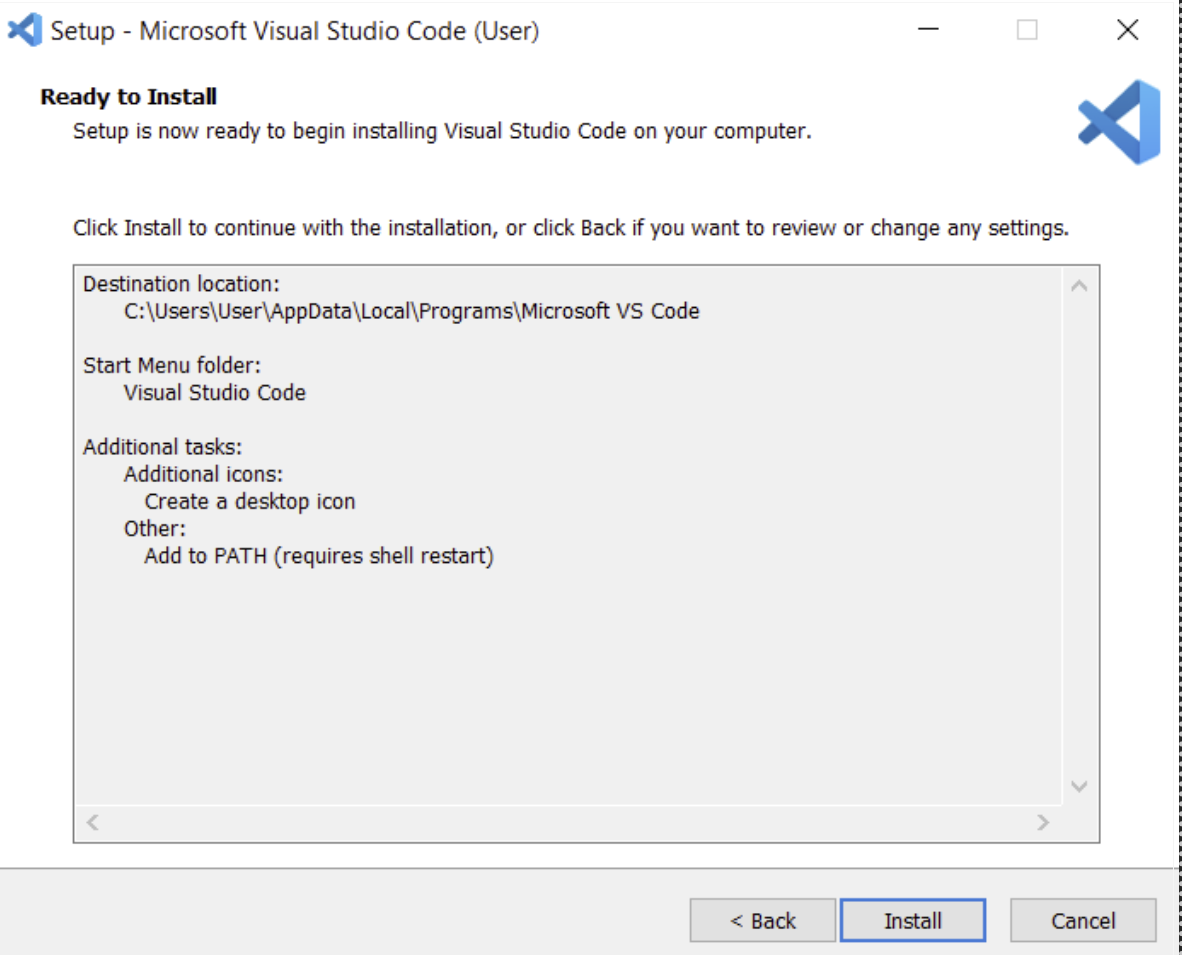 Setup - Microsoft Visual Studio Code (User)
Ready to Install
Setup is now ready to begin installing Visual Studio Code on your computer.
Click Install to continue with the installation, or click Back if you want to review or change any settings.
Destination location:
C:\Users\User\AppData\Local\Programs\Microsoft VS Code
Start Menu folder:
Visual Studio Code
Additional tasks:
Additional icons:
Create a desktop icon
Other:
Add to PATH (requires shell restart)
< Back Install Cancel